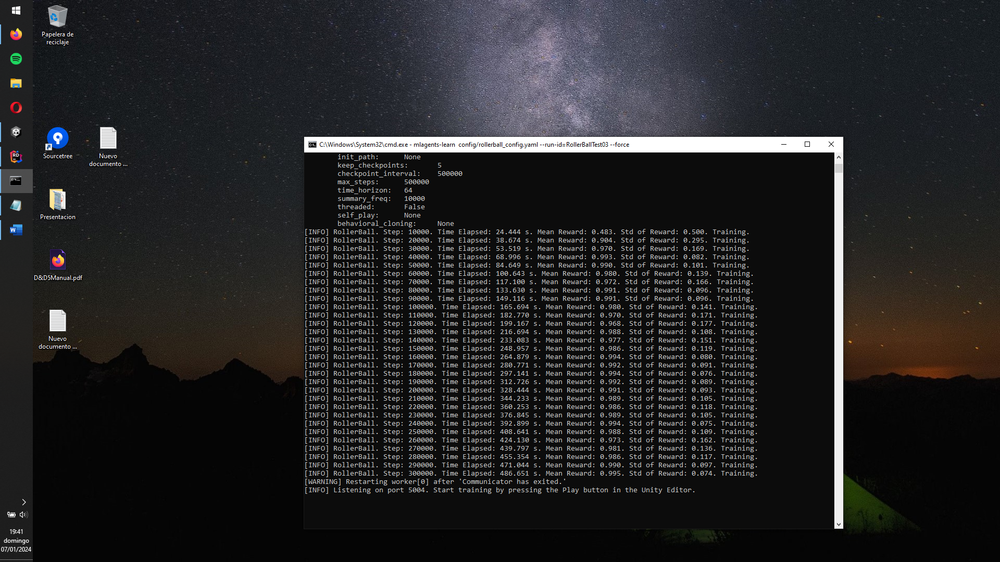 Papelera de
reciclaje
Sourcetree
Nuevo
documento ...
Presentacion
D&D5Manual.pdf
Nuevo
documento ...
C:\Windows\System32\cmd.exe - mlagents-learn  config/rollerball_config.yaml --run-id=RollerBallTest03 --force
init_path:      None
keep_checkpoints:       5
checkpoint_interval:    500000
max_steps:      500000
time_horizon:   64
summary_freq:   10000
threaded:       False
self_play:      None
behavioral_cloning:     None
[INFO] RollerBall. Step: 10000. Time Elapsed: 24.444 s. Mean Reward: 0.483. Std of Reward: 0.500. Training.
[INFO] RollerBall. Step: 20000. Time Elapsed: 38.674 s. Mean Reward: 0.904. Std of Reward: 0.295. Training.
[INFO] RollerBall. Step: 30000. Time Elapsed: 53.519 s. Mean Reward: 0.970. Std of Reward: 0.169. Training.
[INFO] RollerBall. Step: 40000. Time Elapsed: 68.996 s. Mean Reward: 0.993. Std of Reward: 0.082. Training.
[INFO] RollerBall. Step: 50000. Time Elapsed: 84.649 s. Mean Reward: 0.990. Std of Reward: 0.101. Training.
[INFO] RollerBall. Step: 60000. Time Elapsed: 100.643 s. Mean Reward: 0.980. Std of Reward: 0.139. Training.
[INFO] RollerBall. Step: 70000. Time Elapsed: 117.100 s. Mean Reward: 0.972. Std of Reward: 0.166. Training.
[INFO] RollerBall. Step: 80000. Time Elapsed: 133.630 s. Mean Reward: 0.991. Std of Reward: 0.096. Training.
[INFO] RollerBall. Step: 90000. Time Elapsed: 149.116 s. Mean Reward: 0.991. Std of Reward: 0.096. Training.
[INFO] RollerBall. Step: 100000. Time Elapsed: 165.694 s. Mean Reward: 0.980. Std of Reward: 0.141. Training.
[INFO] RollerBall. Step: 110000. Time Elapsed: 182.770 s. Mean Reward: 0.970. Std of Reward: 0.171. Training.
[INFO] RollerBall. Step: 120000. Time Elapsed: 199.167 s. Mean Reward: 0.968. Std of Reward: 0.177. Training.
[INFO] RollerBall. Step: 130000. Time Elapsed: 216.694 s. Mean Reward: 0.988. Std of Reward: 0.108. Training.
[INFO] RollerBall. Step: 140000. Time Elapsed: 233.083 s. Mean Reward: 0.977. Std of Reward: 0.151. Training.
[INFO] RollerBall. Step: 150000. Time Elapsed: 248.957 s. Mean Reward: 0.986. Std of Reward: 0.119. Training.
[INFO] RollerBall. Step: 160000. Time Elapsed: 264.879 s. Mean Reward: 0.994. Std of Reward: 0.080. Training.
[INFO] RollerBall. Step: 170000. Time Elapsed: 280.771 s. Mean Reward: 0.992. Std of Reward: 0.091. Training.
[INFO] RollerBall. Step: 180000. Time Elapsed: 297.141 s. Mean Reward: 0.994. Std of Reward: 0.076. Training.
[INFO] RollerBall. Step: 190000. Time Elapsed: 312.726 s. Mean Reward: 0.992. Std of Reward: 0.089. Training.
[INFO] RollerBall. Step: 200000. Time Elapsed: 328.444 s. Mean Reward: 0.991. Std of Reward: 0.093. Training.
[INFO] RollerBall. Step: 210000. Time Elapsed: 344.233 s. Mean Reward: 0.989. Std of Reward: 0.105. Training.
[INFO] RollerBall. Step: 220000. Time Elapsed: 360.253 s. Mean Reward: 0.986. Std of Reward: 0.118. Training.
[INFO] RollerBall. Step: 230000. Time Elapsed: 376.845 s. Mean Reward: 0.989. Std of Reward: 0.105. Training.
[INFO] RollerBall. Step: 240000. Time Elapsed: 392.899 s. Mean Reward: 0.994. Std of Reward: 0.075. Training.
[INFO] RollerBall. Step: 250000. Time Elapsed: 408.641 s. Mean Reward: 0.988. Std of Reward: 0.109. Training.
[INFO] RollerBall. Step: 260000. Time Elapsed: 424.130 s. Mean Reward: 0.973. Std of Reward: 0.162. Training.
[INFO] RollerBall. Step: 270000. Time Elapsed: 439.797 s. Mean Reward: 0.981. Std of Reward: 0.136. Training.
[INFO] RollerBall. Step: 280000. Time Elapsed: 455.354 s. Mean Reward: 0.986. Std of Reward: 0.117. Training.
[INFO] RollerBall. Step: 290000. Time Elapsed: 471.044 s. Mean Reward: 0.990. Std of Reward: 0.097. Training.
[INFO] RollerBall. Step: 300000. Time Elapsed: 486.651 s. Mean Reward: 0.995. Std of Reward: 0.074. Training.
[WARNING] Restarting worker[0] after 'Communicator has exited.'
[INFO] Listening on port 5004. Start training by pressing the Play button in the Unity Editor.
19:41
domingo
07/01/2024